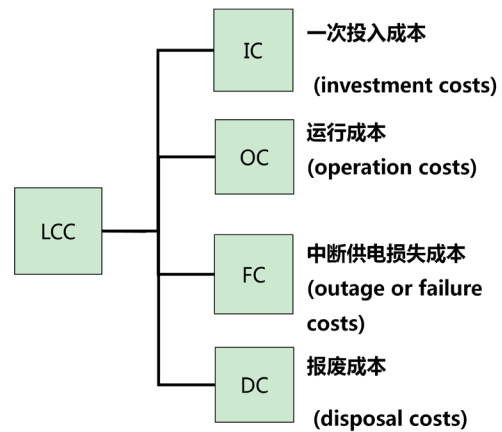 LCC
IC
一次投入成本
(investment costs)
OC
运行成本
(operation costs)
FC
中断供电损失成本
(outage or failure
costs)
DC
报废成本
(disposal costs)